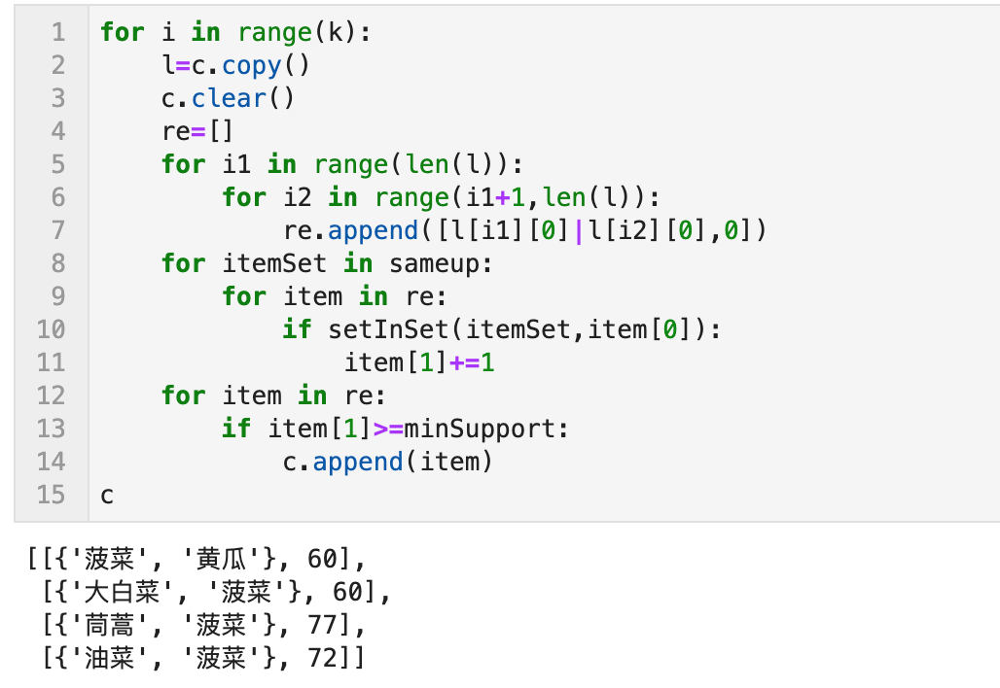 1 for i in range(k):
2     l=c.copy()
3     c.clear()
4     re=[]
5     for i1 in range(len(l)):
6         for i2 in range(i1+1,len(l)):
7             re.append([l[i1][0]|l[i2][0],0])
8     for itemSet in sameup:
9         for item in re:
10             if setInSet(itemSet,item[0]):
11                 item[1]+=1
12     for item in re:
13         if item[1]>=minSupport:
14             c.append(item)
15 c
[[{'菠菜', '黄瓜'}, 60],
 [{'大白菜', '菠菜'}, 60],
 [{'茼蒿', '菠菜'}, 77],
 [{'油菜', '菠菜'}, 72]]